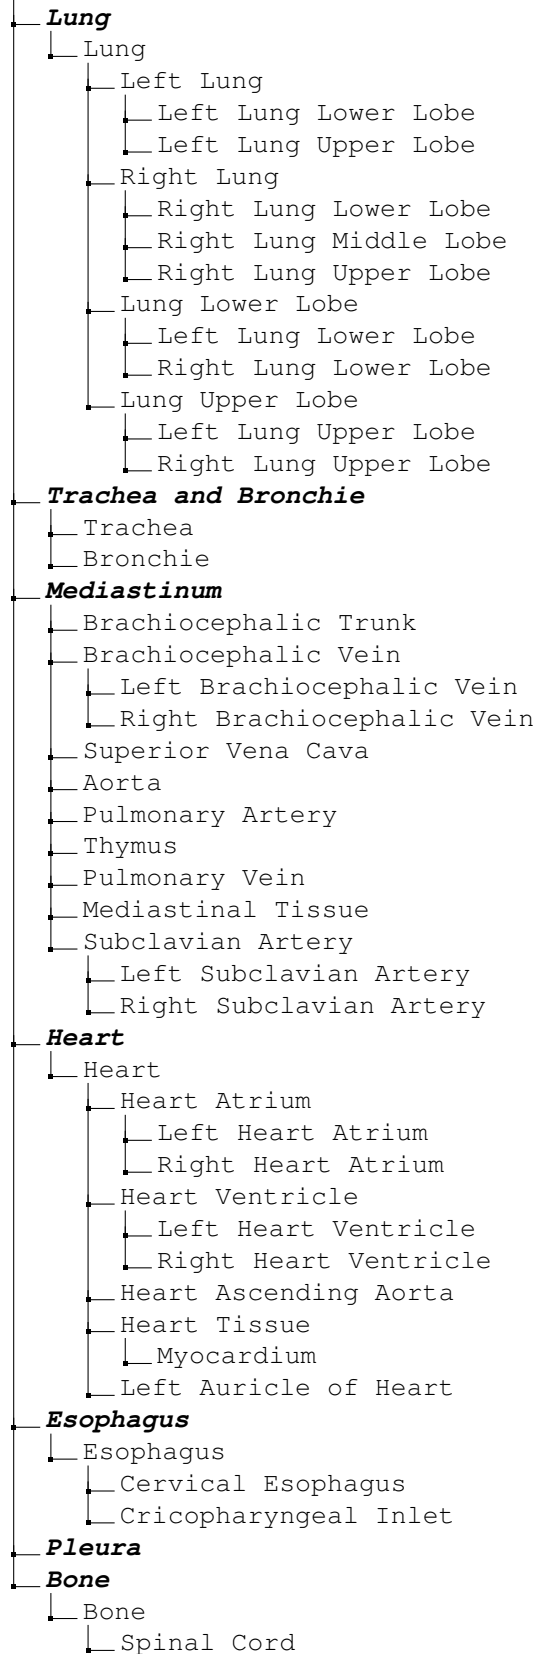 Lung
Lung
Left Lung
Left Lung Lower Lobe
Left Lung Upper Lobe
Right Lung
Right Lung Lower Lobe
Right Lung Middle Lobe
Right Lung Upper Lobe
Lung Lower Lobe
Left Lung Lower Lobe
Right Lung Lower Lobe
Lung Upper Lobe
Left Lung Upper Lobe
Right Lung Upper Lobe
Trachea and Bronchie
Trachea
Bronchie
Mediastinum
Brachiocephalic Trunk
Brachiocephalic Vein
Left Brachiocephalic Vein
Right Brachiocephalic Vein
Superior Vena Cava
Aorta
Pulmonary Artery
Thymus
Pulmonary Vein
Mediastinal Tissue
Subclavian Artery
Left Subclavian Artery
Right Subclavian Artery
Heart
Heart
Heart Atrium
Left Heart Atrium
Right Heart Atrium
Heart Ventricle
Left Heart Ventricle
Right Heart Ventricle
Heart Ascending Aorta
Heart Tissue
Myocardium
Left Auricle of Heart
Esophagus
Esophagus
Cervical Esophagus
Cricopharyngeal Inlet
Pleura
Bone
Bone
Spinal Cord